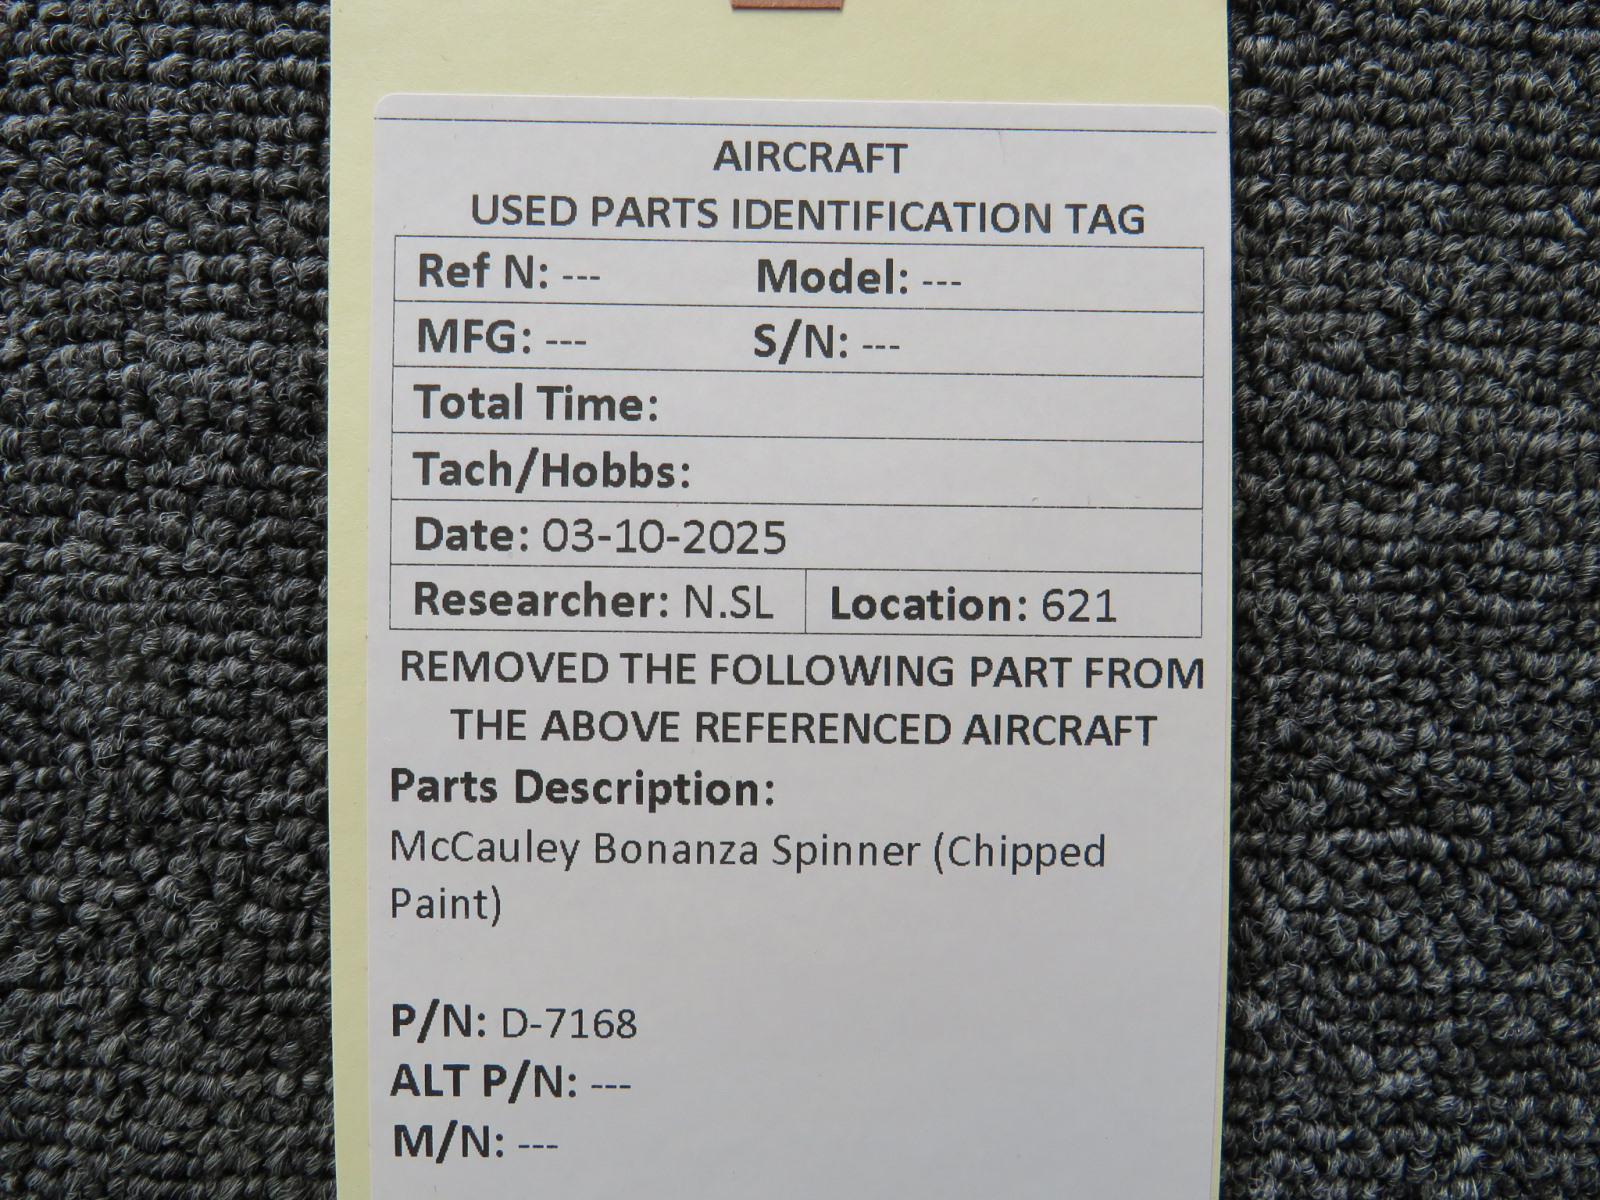 AIRCRAFT
USED PARTS IDENTIFICATION TAG
Ref N: --- Model: ---
MFG: --- S/N: ---
Total Time:
Tach/Hobbs:
Date: 03-10-2025
Researcher: N.SL Location: 621
REMOVED THE FOLLOWING PART FROM
THE ABOVE REFERENCED AIRCRAFT
Parts Description:
McCauley Bonanza Spinner (Chipped
Paint)
P/N: D-7168
ALT P/N: ---
M/N: ---